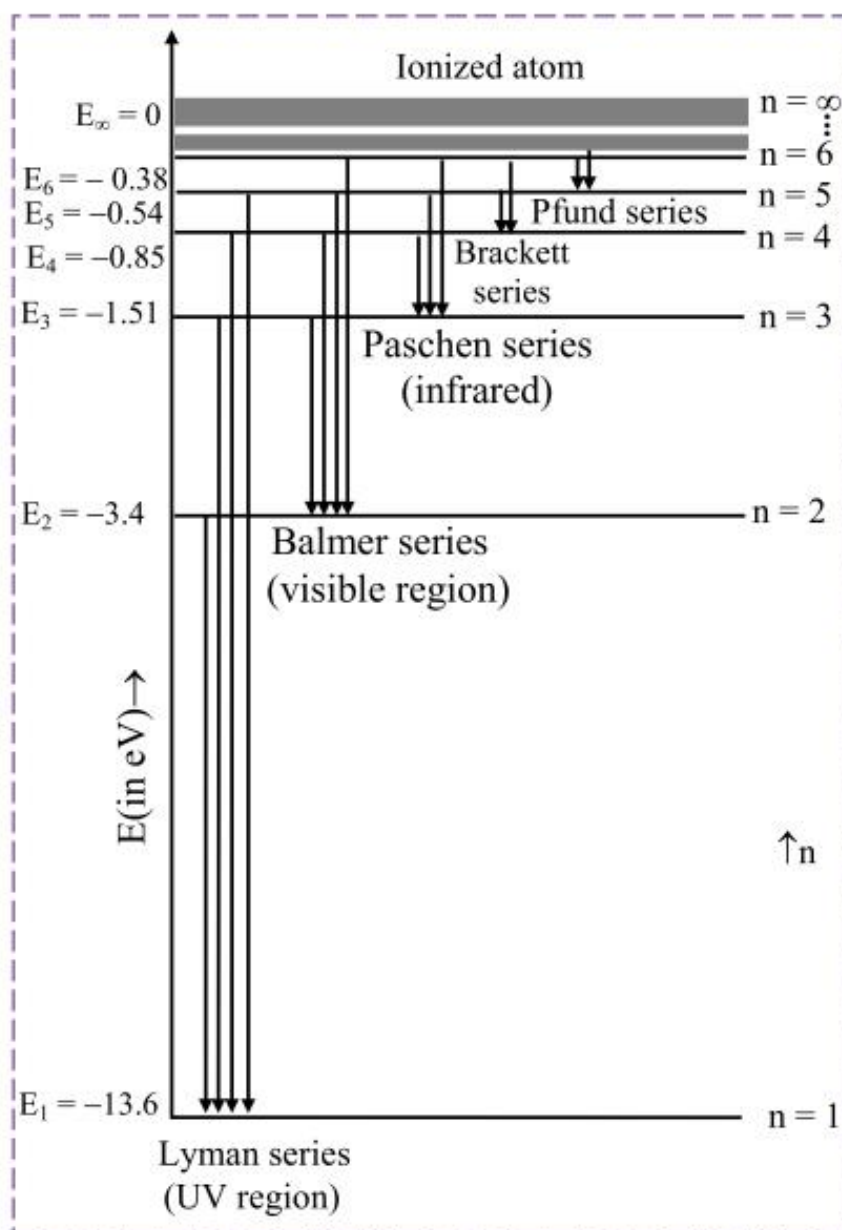 Ionized atom
E∞ = 0
n = ∞
⋮
n = 6
E₆ = – 0.38
n = 5
E₅ = –0.54
Pfund series
n = 4
E₄ = –0.85
Brackett
series
E₃ = –1.51
n = 3
Paschen series
(infrared)
E₂ = –3.4
n = 2
Balmer series
(visible region)
E(in eV)→
↑n
E₁ = –13.6
n = 1
Lyman series
(UV region)